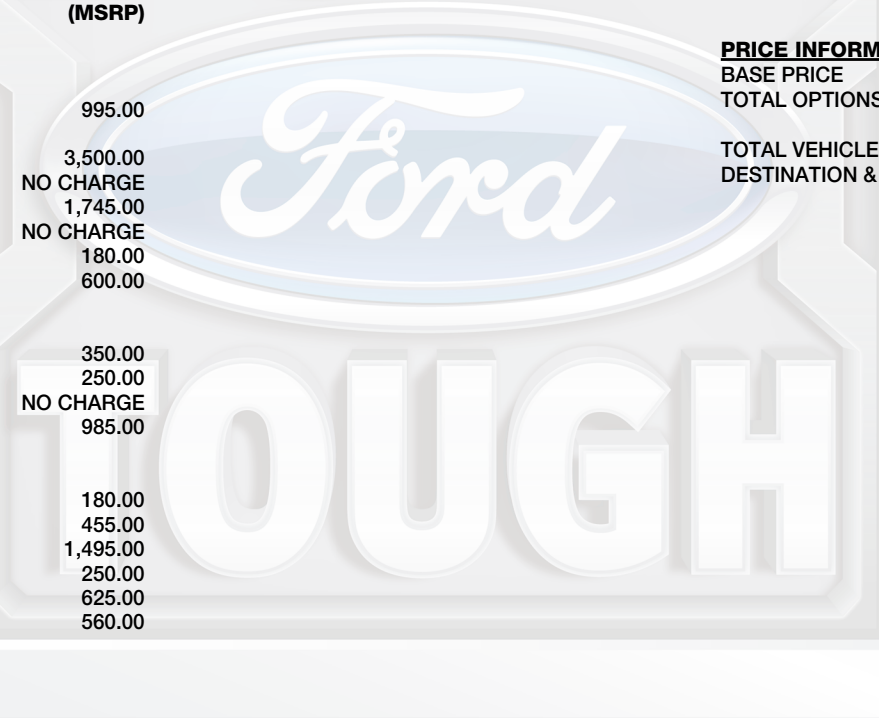 (MSRP)
995.00
3,500.00
NO CHARGE
1,745.00
NO CHARGE
180.00
600.00
350.00
250.00
NO CHARGE
985.00
180.00
455.00
1,495.00
250.00
625.00
560.00
PRICE INFORM
BASE PRICE
TOTAL OPTIONS
TOTAL VEHICLE
DESTINATION &
Ford
TOUGH